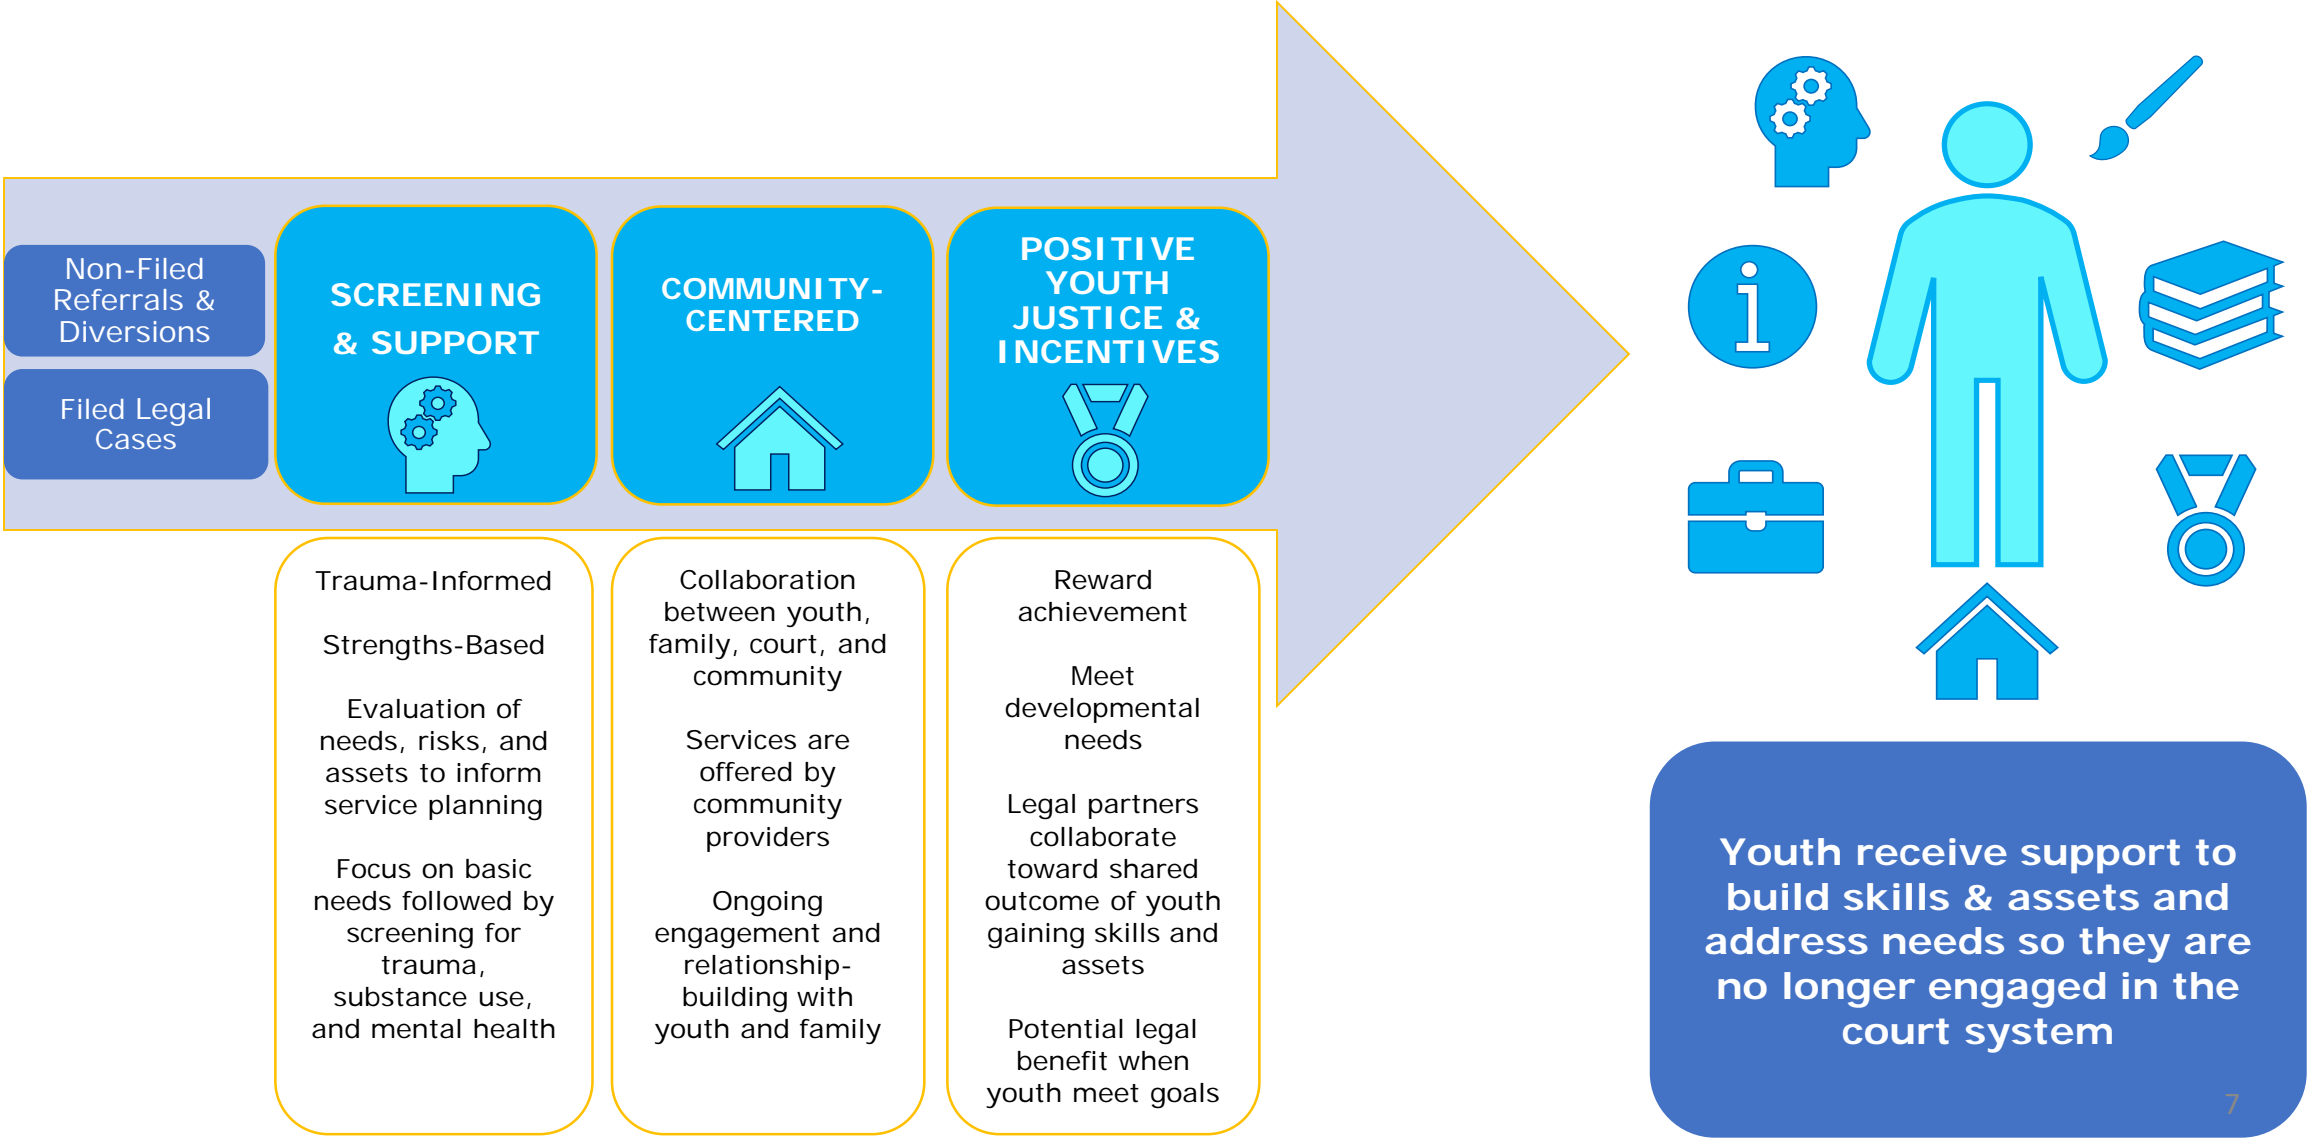 Non-Filed
Referrals &
Diversions
Filed Legal
Cases
SCREENING
& SUPPORT
COMMUNITY-
CENTERED
POSITIVE
YOUTH
JUSTICE &
INCENTIVES
Trauma-Informed
Strengths-Based
Evaluation of
needs, risks, and
assets to inform
service planning
Focus on basic
needs followed by
screening for
trauma,
substance use,
and mental health
Collaboration
between youth,
family, court, and
community
Services are
offered by
community
providers
Ongoing
engagement and
relationship-
building with
youth and family
Reward
achievement
Meet
developmental
needs
Legal partners
collaborate
toward shared
outcome of youth
gaining skills and
assets
Potential legal
benefit when
youth meet goals
Youth receive support to
build skills & assets and
address needs so they are
no longer engaged in the
court system
7